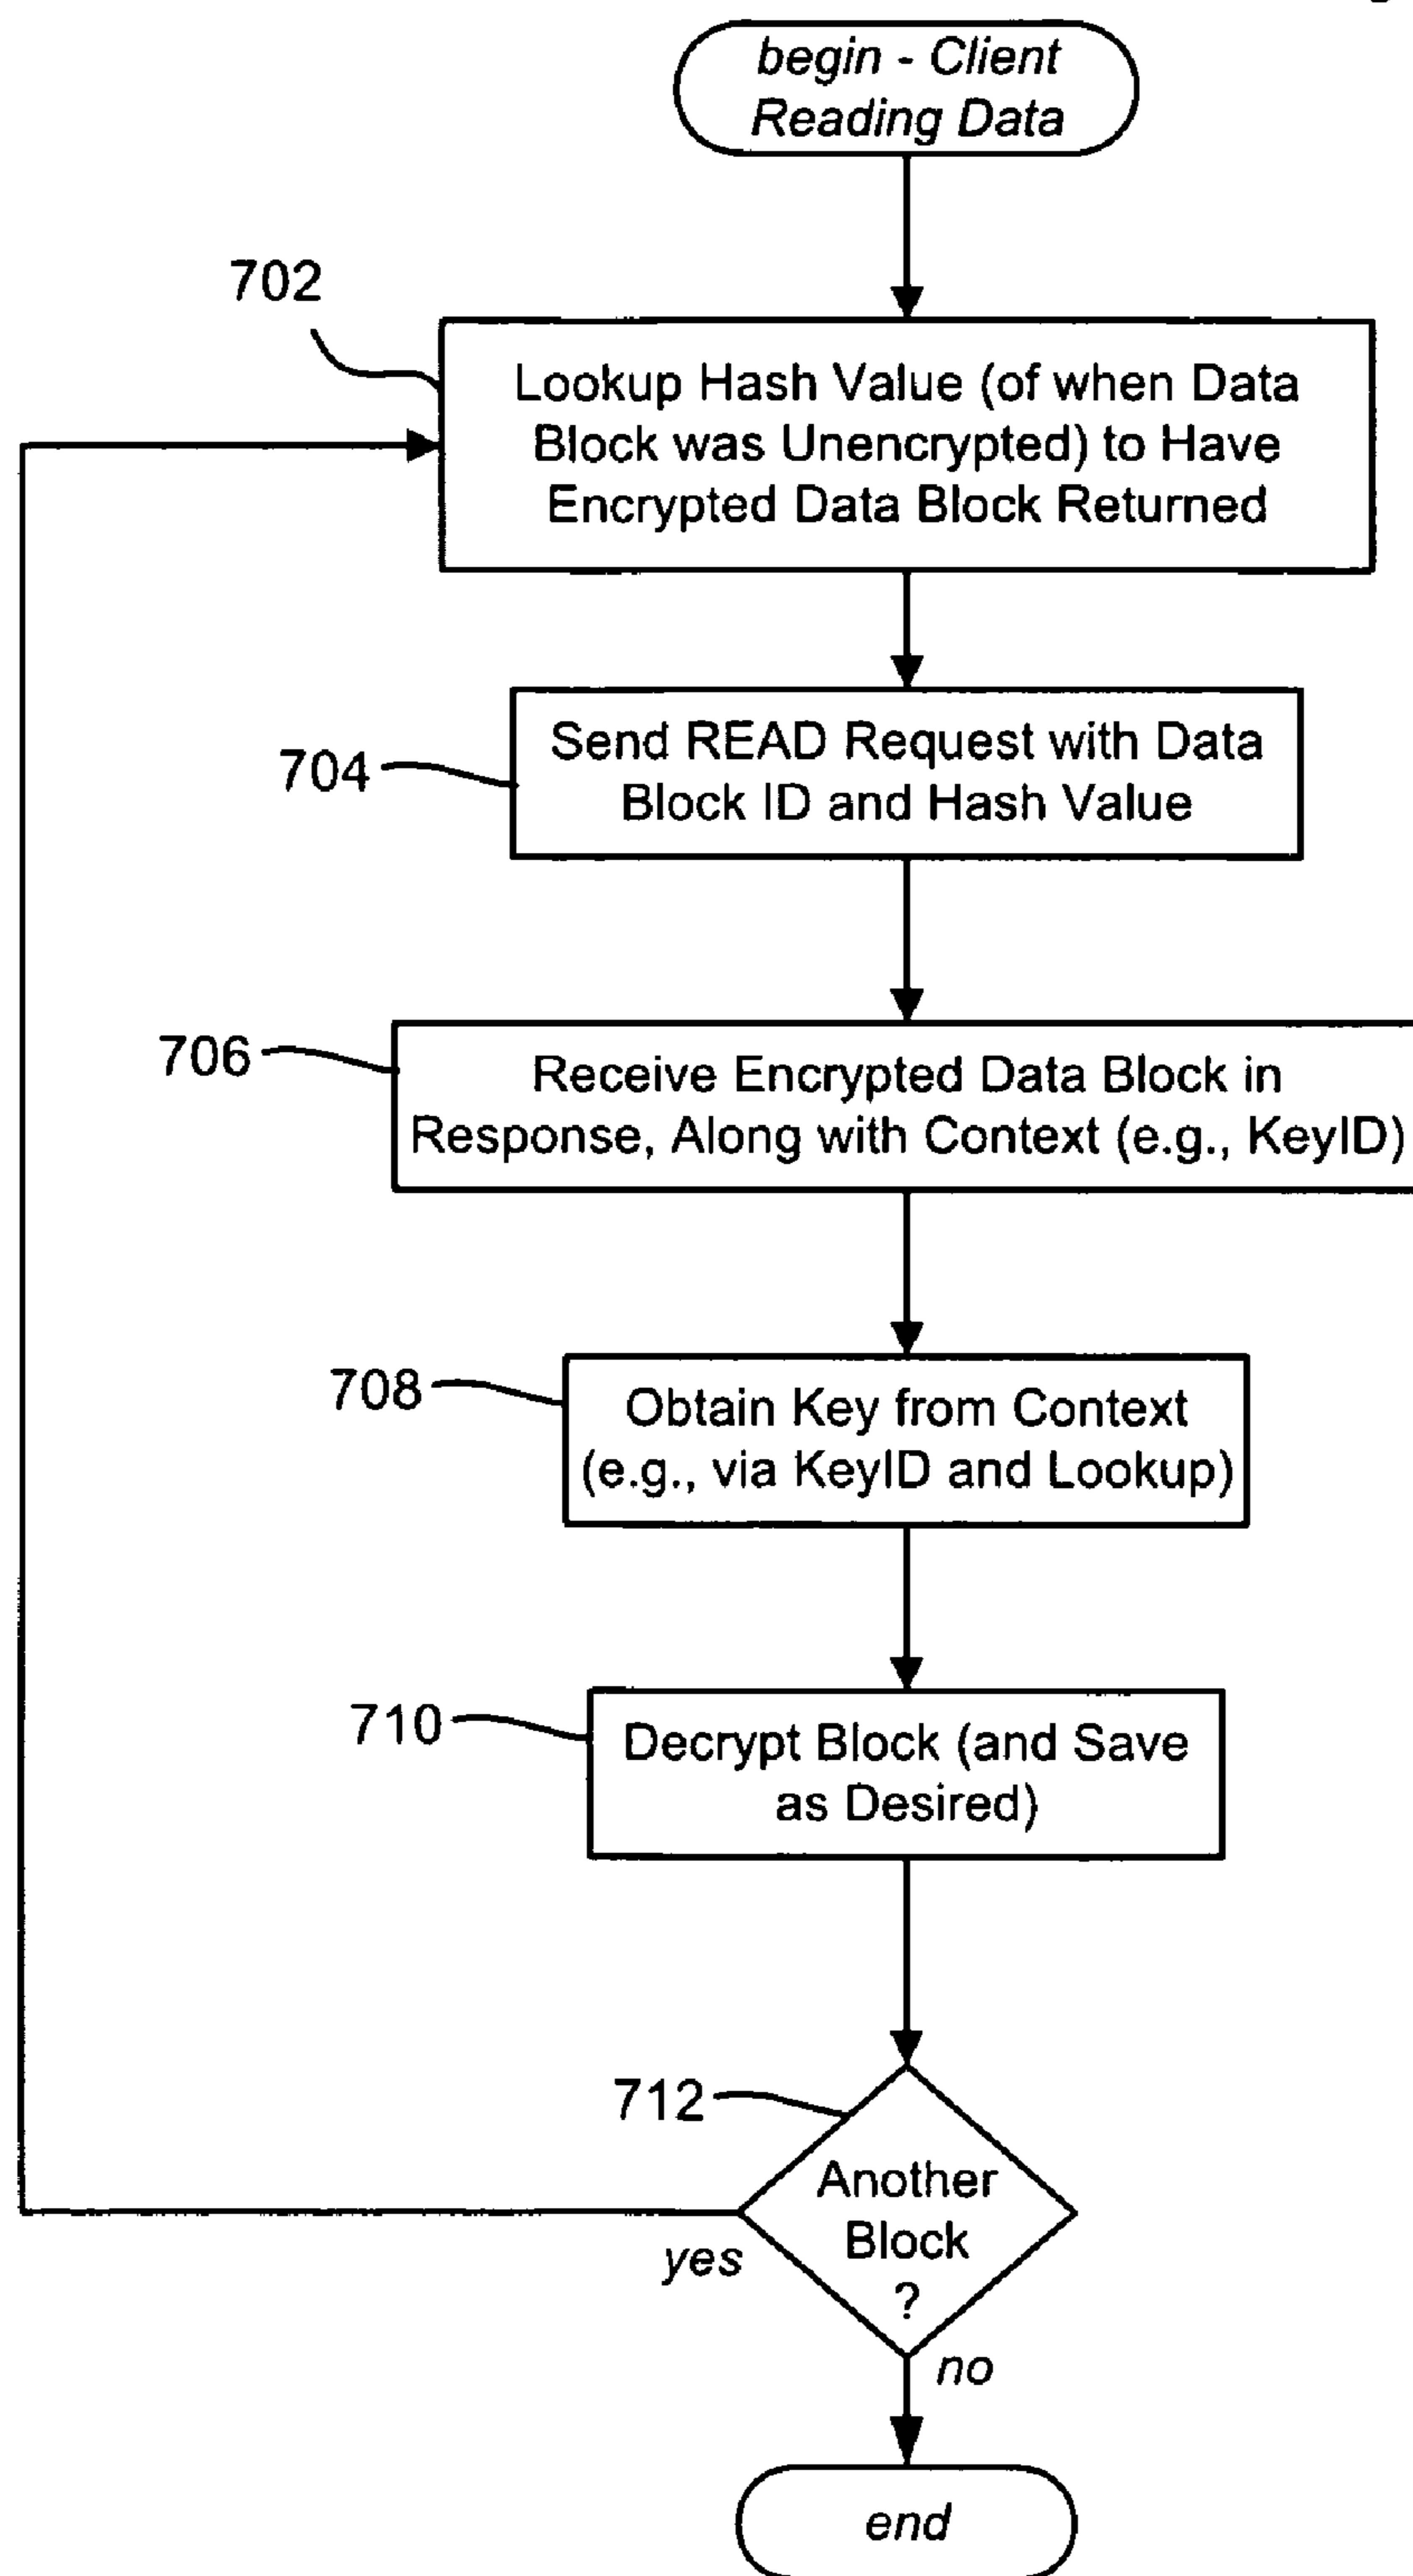 begin - Client
Reading Data
702
Lookup Hash Value (of when Data
Block was Unencrypted) to Have
Encrypted Data Block Returned
704
Send READ Request with Data
Block ID and Hash Value
706
Receive Encrypted Data Block in
Response, Along with Context (e.g., KeyID)
708
Obtain Key from Context
(e.g., via KeyID and Lookup)
710
Decrypt Block (and Save
as Desired)
712
Another
Block
?
yes
no
end